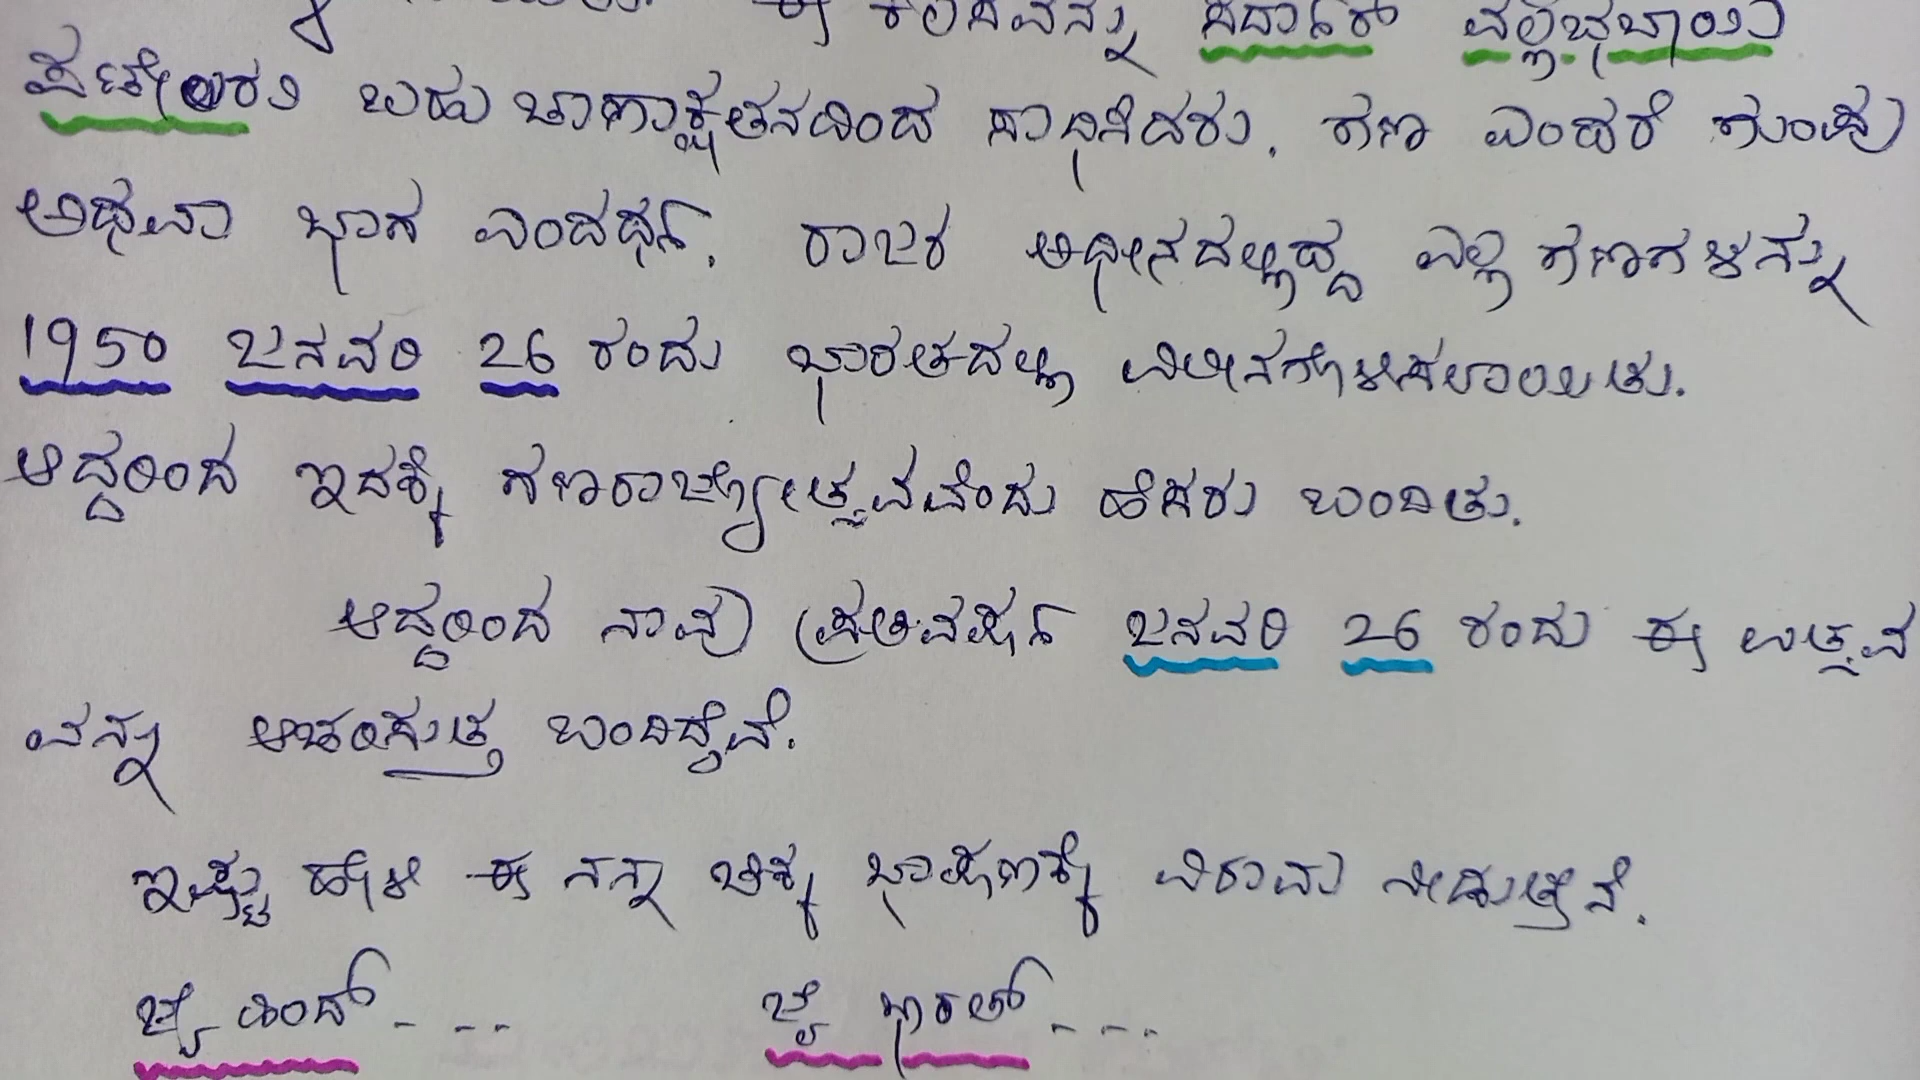 ಈ ಕೆಲಸವನ್ನು ಸರ್ದಾರ್ ವಲ್ಲಭಭಾಯಿ
ಪಟೇಲರು ಬಹು ಚಾಣಾಕ್ಷತನದಿಂದ ಸಾಧಿಸಿದರು. ಗಣ ಎಂದರೆ ಗುಂಪು
ಅಥವಾ ಭಾಗ ಎಂದರ್ಥ. ರಾಜರ ಅಧೀನದಲ್ಲಿದ್ದ ಎಲ್ಲ ಗಣಗಳನ್ನು
1950 ಜನವರಿ 26 ರಂದು ಭಾರತದಲ್ಲಿ ವಿಲೀನಗೊಳಿಸಲಾಯಿತು.
ಆದ್ದರಿಂದ ಇದಕ್ಕೆ ಗಣರಾಜ್ಯೋತ್ಸವವೆಂದು ಹೆಸರು ಬಂದಿತು.
ಆದ್ದರಿಂದ ನಾವು ಪ್ರತಿವರ್ಷ ಜನವರಿ 26 ರಂದು ಈ ಉತ್ಸವ
ವನ್ನು ಆಚರಿಸುತ್ತ ಬಂದಿದ್ದೇವೆ.
ಇಷ್ಟು ಹೇಳಿ ಈ ನನ್ನ ಚಿಕ್ಕ ಭಾಷಣಕ್ಕೆ ವಿರಾಮ ನೀಡುತ್ತೇನೆ.
ಜೈ ಹಿಂದ್---- ಜೈ ಭಾರತ್----